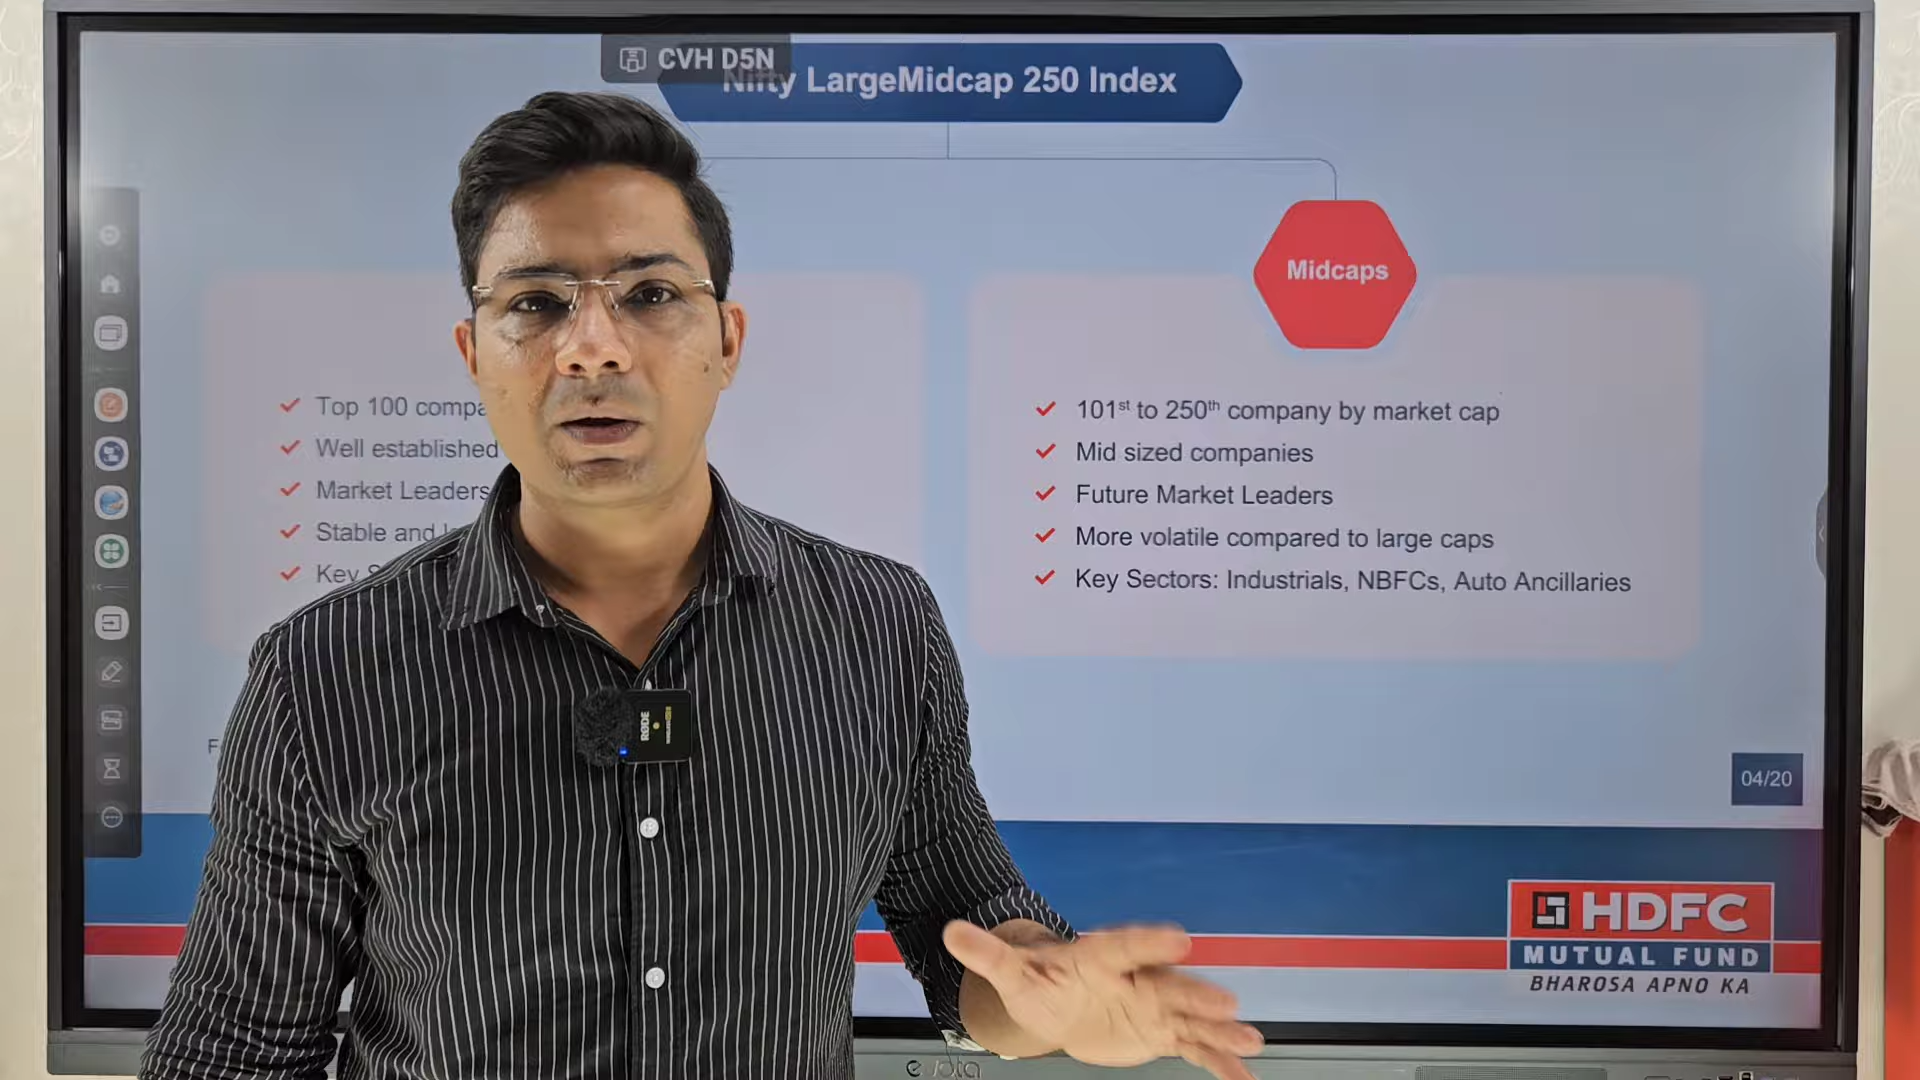 CVH D5N
Nifty LargeMidcap 250 Index
Midcaps
Top 100
Well established
Market Leaders
Stable and
Key
101st to 250th company by market cap
Mid sized companies
Future Market Leaders
More volatile compared to large caps
Key Sectors: Industrials, NBFCs, Auto Ancillaries
RØDE
04/20
HDFC
MUTUAL FUND
BHAROSA APNO KA